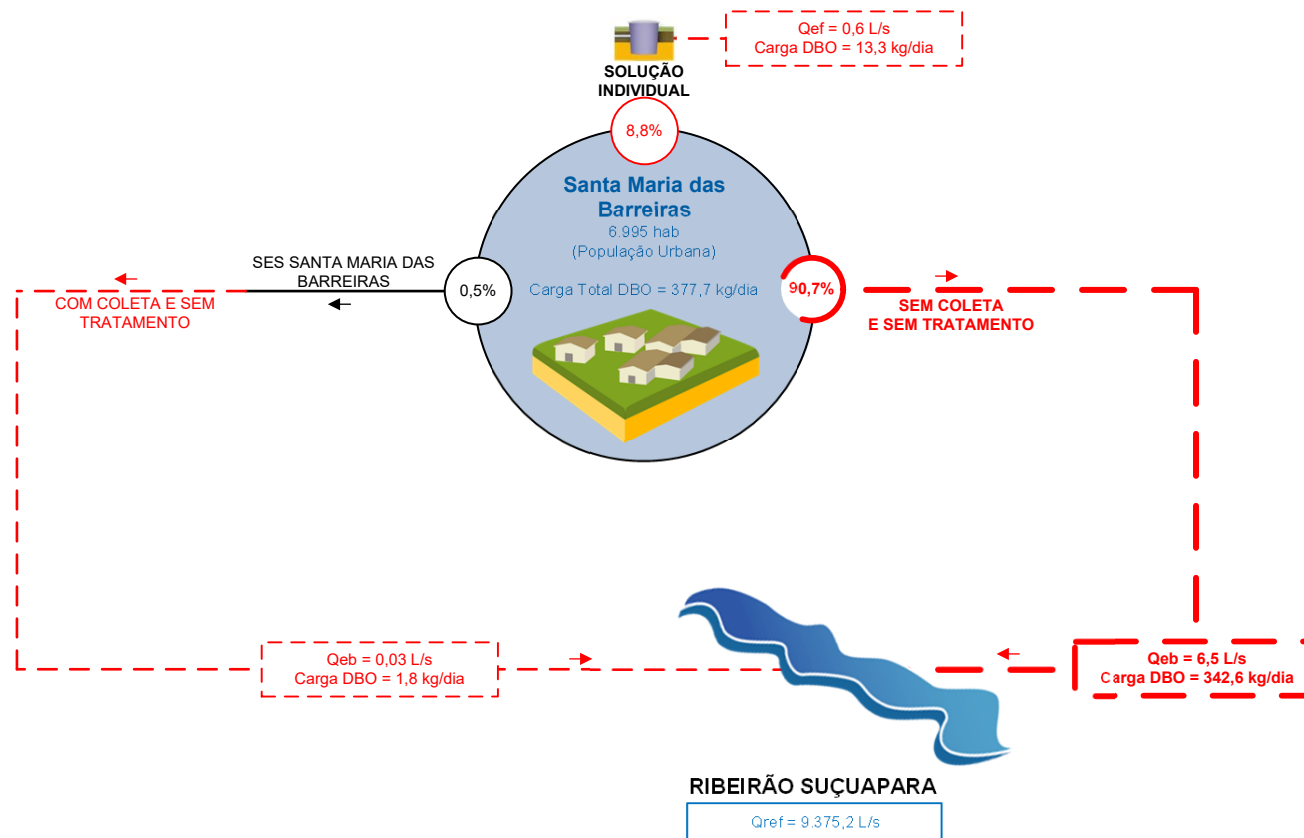 Qef = 0,6 L/s
Carga DBO = 13,3 kg/dia
SOLUÇÃO
INDIVIDUAL
8,8%
Santa Maria das
Barreiras
6.995 hab
(População Urbana)
Carga Total DBO = 377,7 kg/dia
SES SANTA MARIA DAS
BARREIRAS
0,5%
COM COLETA E SEM
TRATAMENTO
90,7%
SEM COLETA
E SEM TRATAMENTO
Qeb = 0,03 L/s
Carga DBO = 1,8 kg/dia
Qeb = 6,5 L/s
Carga DBO = 342,6 kg/dia
RIBEIRÃO SUÇUAPARA
Qref = 9.375,2 L/s